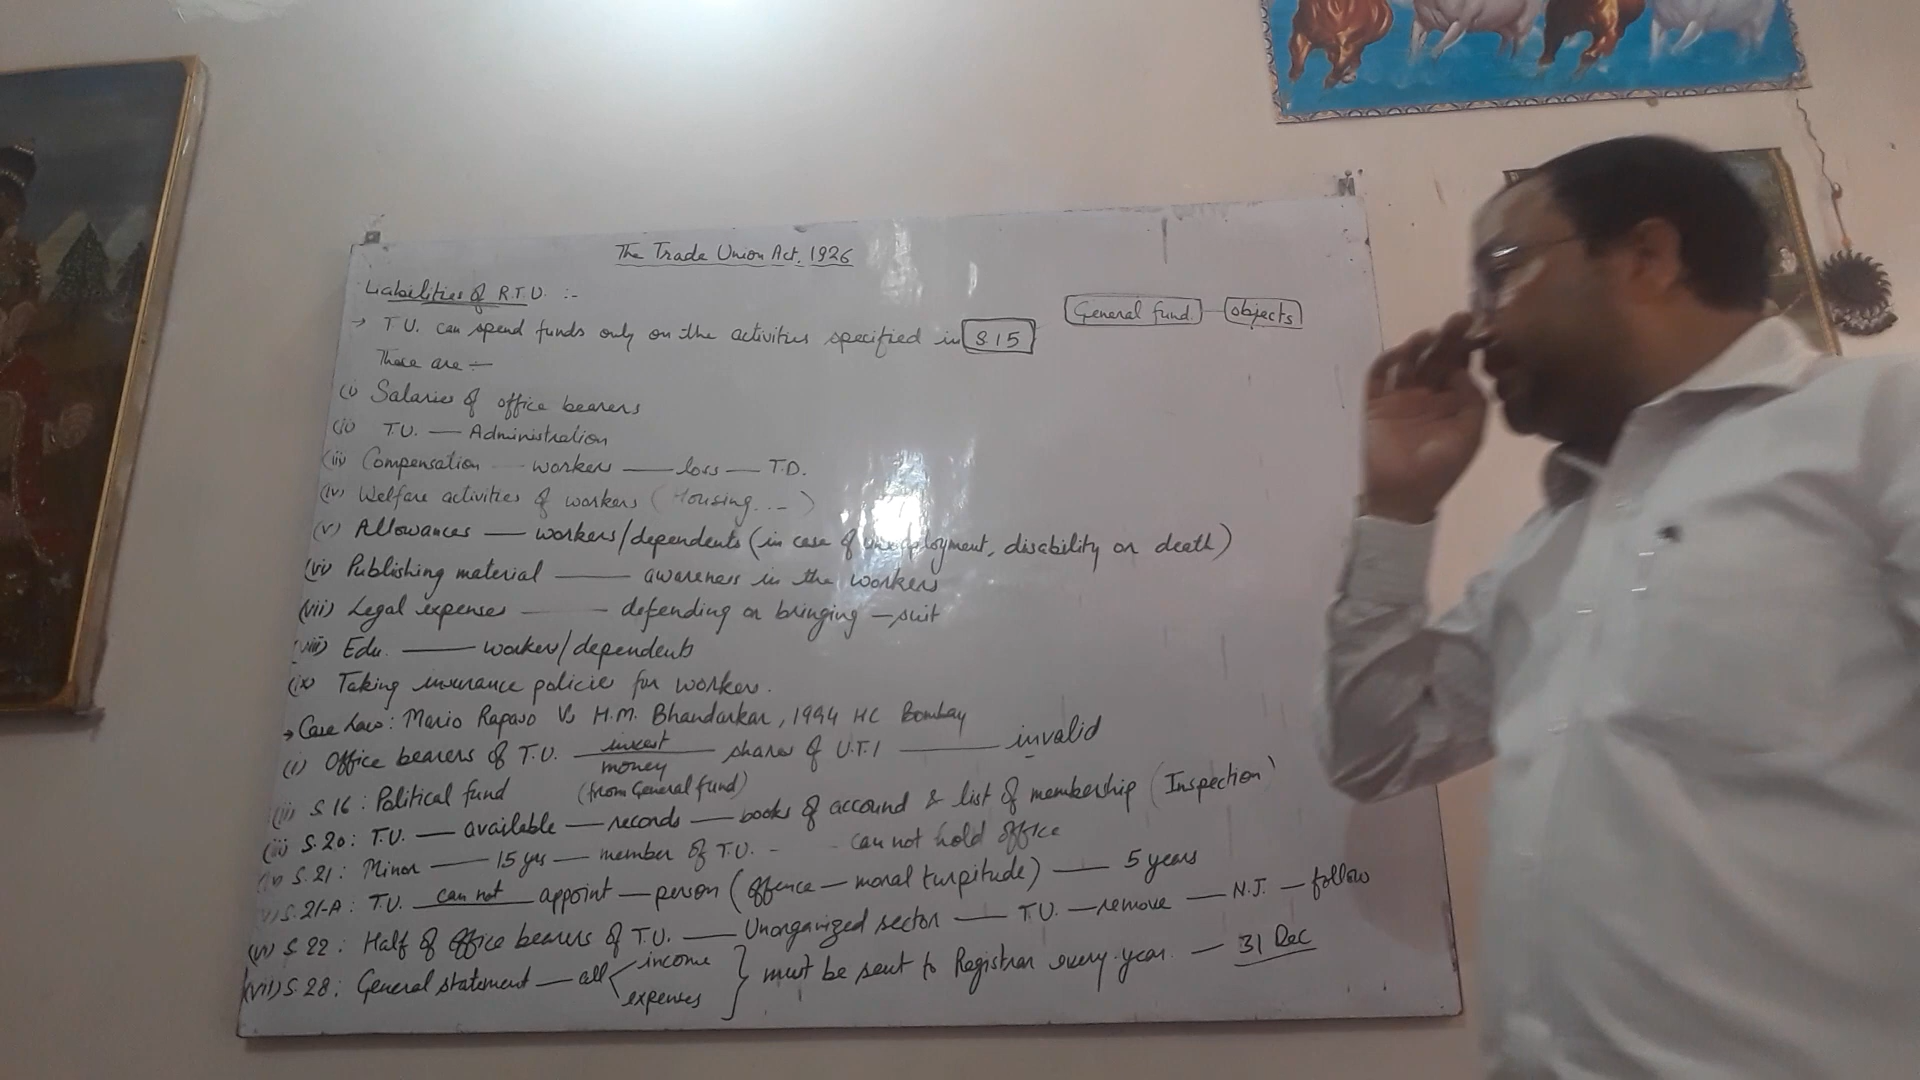 The Trade Union Act, 1926
Liabilities of R.T.U. :-
General fund. — objects
→ T.U. can spend funds only on the activities specified in S.15
These are —
(i) Salaries of office bearers
(ii) T.U. — Administration
(iii) Compensation — workers — loss — T.D.
(iv) Welfare activities of workers (Housing...-)
(v) Allowances — workers/dependents (in case of unemployment, disability or death)
(vi) Publishing material — awareness in the workers
(vii) Legal expenses — defending or bringing — suit
(viii) Edu. — worker/dependents
(ix) Taking insurance policies for workers.
→ Case Law: Mario Raposo Vs H.M. Bhandarkar, 1994 HC Bombay
(i) Office bearers of T.U. — invest money (from General fund) — shares of U.T.I — invalid
(ii) S.16 : Political fund
(iii) S.20: T.U. — available — records — books of accound & list of membership (Inspection)
(iv) S.21: Minor — 15 yrs — member of T.U. - - can not hold office
(v) S.21-A: T.U. can not appoint — person (offence — moral turpitude) — 5 years
(vi) S.22: Half of office bearers of T.U. — Unorganized sector — T.U. — remove — N.J. — follow
(vii) S.28: General statement — all < income expenses } must be sent to Registrar every year. — 31 Dec